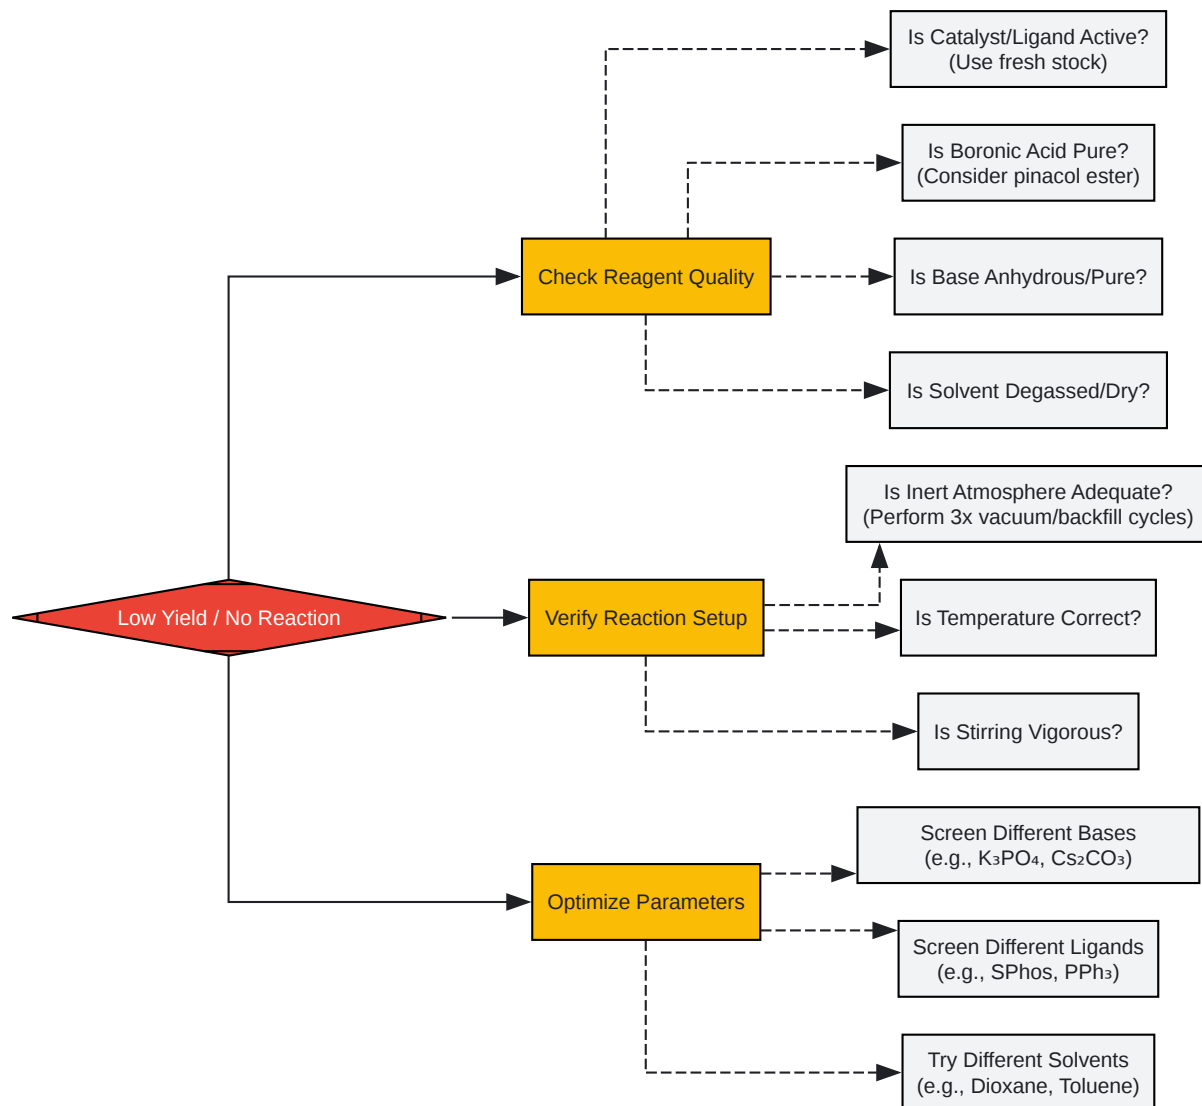 Is Catalyst/Ligand Active?
(Use fresh stock)
Is Boronic Acid Pure?
(Consider pinacol ester)
Check Reagent Quality
Is Base Anhydrous/Pure?
Is Solvent Degassed/Dry?
Is Inert Atmosphere Adequate?
(Perform 3x vacuum/backfill cycles)
Low Yield / No Reaction
Verify Reaction Setup
Is Temperature Correct?
Is Stirring Vigorous?
Screen Different Bases
(e.g., K₃PO₄, Cs₂CO₃)
Optimize Parameters
Screen Different Ligands
(e.g., SPhos, PPh₃)
Try Different Solvents
(e.g., Dioxane, Toluene)